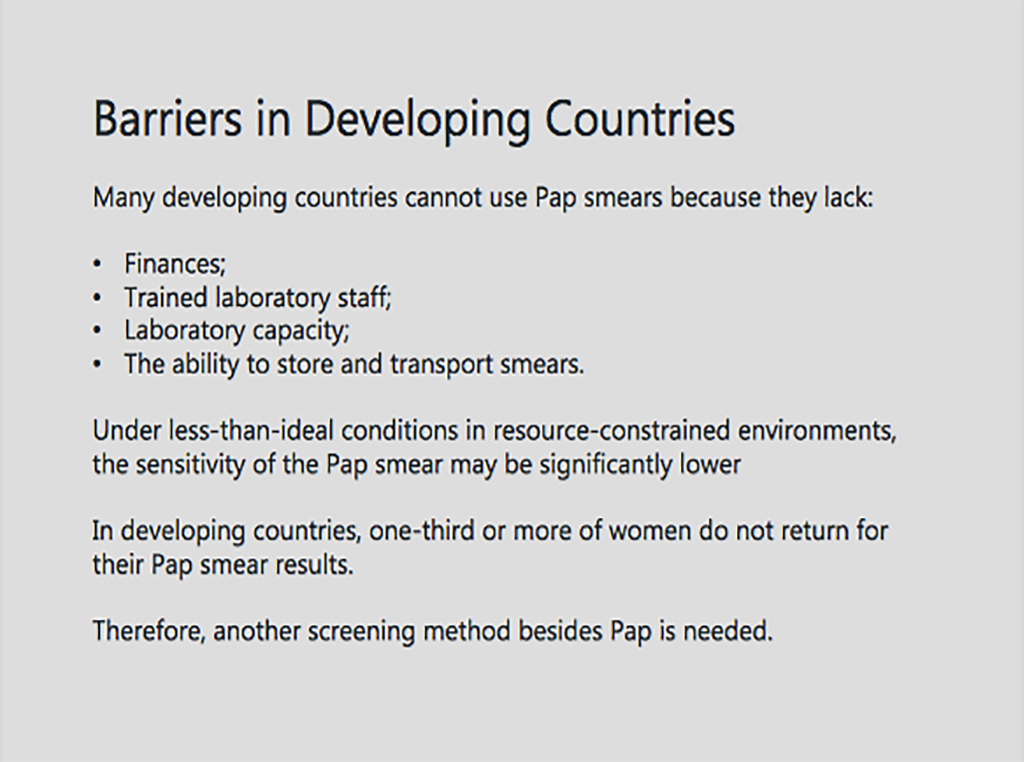 Barriers in Developing Countries
Many developing countries cannot use Pap smears because they lack:
• Finances;
• Trained laboratory staff;
• Laboratory capacity;
• The ability to store and transport smears.
Under less-than-ideal conditions in resource-constrained environments,
the sensitivity of the Pap smear may be significantly lower
In developing countries, one-third or more of women do not return for
their Pap smear results.
Therefore, another screening method besides Pap is needed.